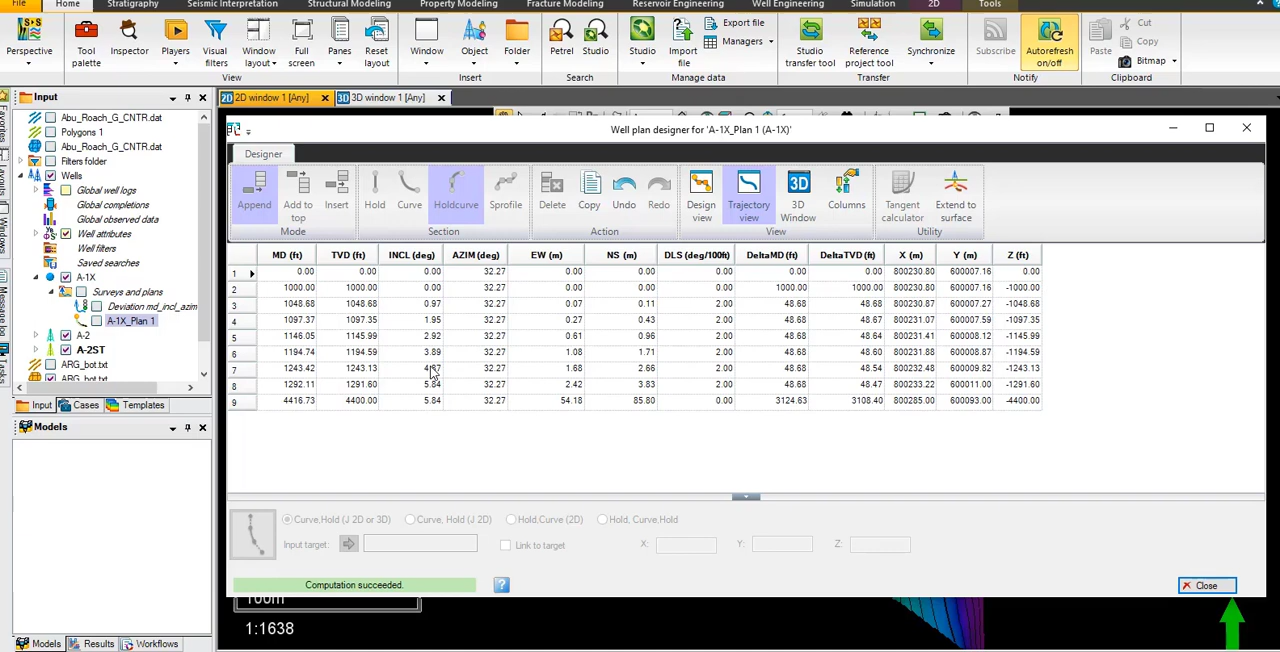 File Home Stratigraphy Seismic Interpretation Structural Modeling Property Modeling Fracture Modeling Reservoir Engineering Well Engineering Simulation 2D Tools
Perspective Tool palette Inspector Players Visual filters Window layout Full screen Panes Reset layout Window Object Folder Petrel Studio Studio Import file Export file Managers Studio transfer tool Reference project tool Synchronize Subscribe Autorefresh on/off Paste Cut Copy Bitmap
View Insert Search Manage data Transfer Notify Clipboard
Input
2D window 1 [Any] 3D window 1 [Any]
Favorites
Layouts
Windows
Message log
Tasks
Abu_Roach_G_CNTR.dat
Polygons 1
Abu_Roach_G_CNTR.dat
Filters folder
Wells
Global well logs
Global completions
Global observed data
Well attributes
Well filters
Saved searches
A-1X
Surveys and plans
Deviation md_incl_azim
A-1X_Plan 1
A-2
A-2ST
ARG_bot.txt
ARG_bot.txt
Input Cases Templates
Models
Models Results Workflows
Well plan designer for 'A-1X_Plan 1 (A-1X)'
Designer
Append Add to top Insert Hold Curve Holdcurve Sprofile Delete Copy Undo Redo Design view Trajectory view 3D Window Columns Tangent calculator Extend to surface
Mode Section Action View Utility
MD (ft) TVD (ft) INCL (deg) AZIM (deg) EW (m) NS (m) DLS (deg/100ft) DeltaMD (ft) DeltaTVD (ft) X (m) Y (m) Z (ft)
1 0.00 0.00 0.00 32.27 0.00 0.00 0.00 0.00 0.00 800230.80 600007.16 0.00
2 1000.00 1000.00 0.00 32.27 0.00 0.00 0.00 1000.00 1000.00 800230.80 600007.16 -1000.00
3 1048.68 1048.68 0.97 32.27 0.07 0.11 2.00 48.68 48.68 800230.87 600007.27 -1048.68
4 1097.37 1097.35 1.95 32.27 0.27 0.43 2.00 48.68 48.67 800231.07 600007.59 -1097.35
5 1146.05 1145.99 2.92 32.27 0.61 0.96 2.00 48.68 48.64 800231.41 600008.12 -1145.99
6 1194.74 1194.59 3.89 32.27 1.08 1.71 2.00 48.68 48.60 800231.88 600008.87 -1194.59
7 1243.42 1243.13 32.27 1.68 2.66 2.00 48.68 48.54 800232.48 600009.82 -1243.13
8 1292.11 1291.60 5.84 32.27 2.42 3.83 2.00 48.68 48.47 800233.22 600011.00 -1291.60
9 4416.73 4400.00 5.84 32.27 54.18 85.80 0.00 3124.63 3108.40 800285.00 600093.00 -4400.00
Curve,Hold (J 2D or 3D) Curve, Hold (J 2D) Hold,Curve (2D) Hold, Curve,Hold
Input target: Link to target X: Y: Z:
Computation succeeded. ? Close
100m
1:1638